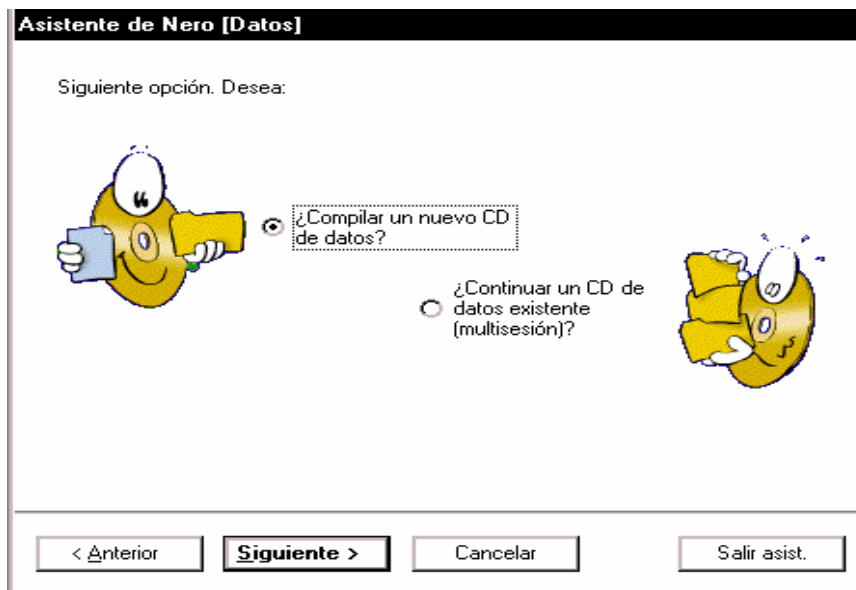 Asistente de Nero [Datos]
Siguiente opción. Desea:
¿Compilar un nuevo CD
de datos?
¿Continuar un CD de
datos existente
(multisesión)?
< Anterior
Siguiente >
Cancelar
Salir asist.